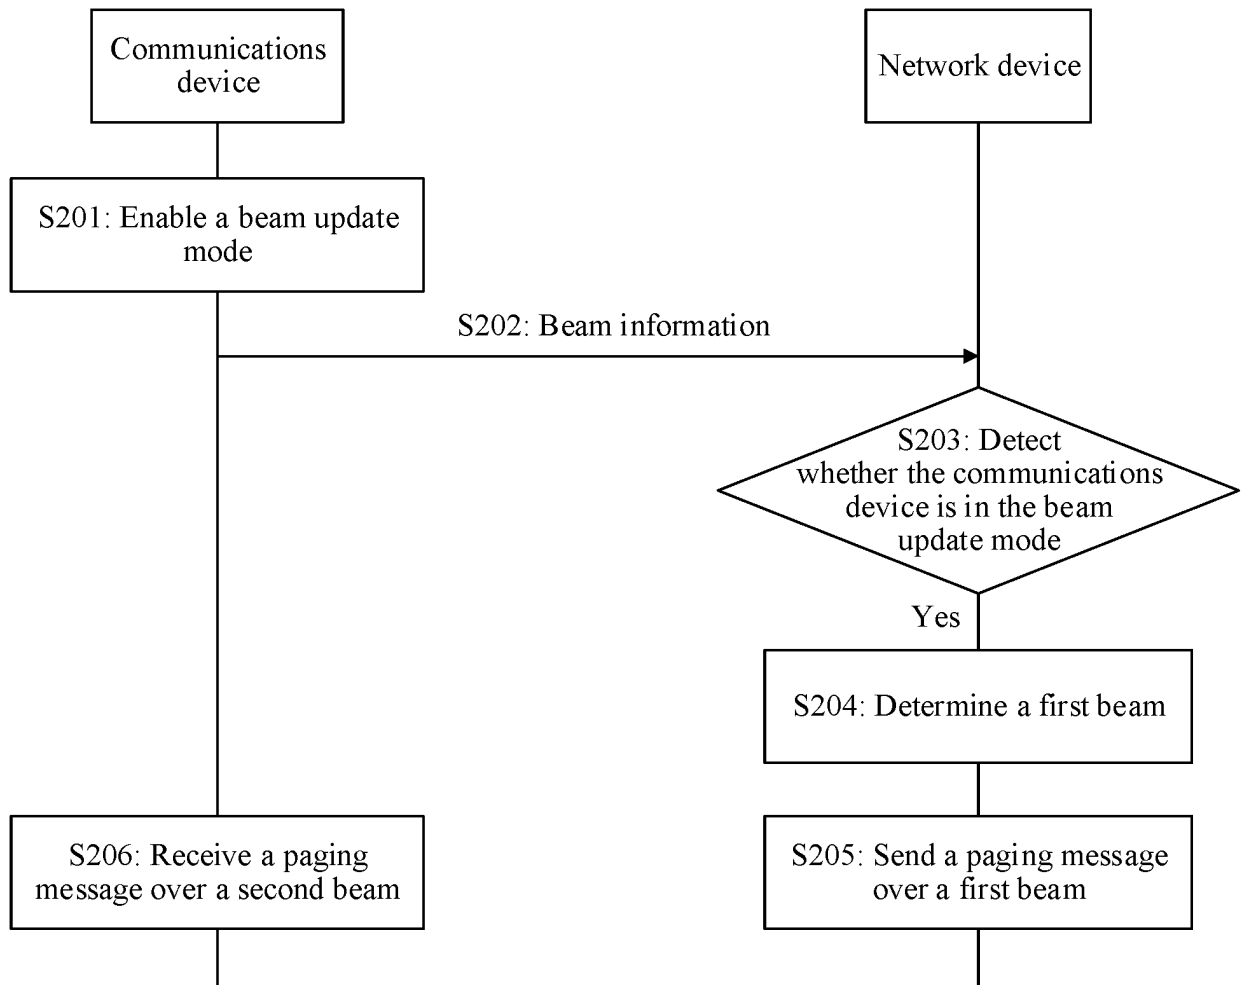 Communications
device
Network device
S201: Enable a beam update
mode
S202: Beam information
S203: Detect
whether the communications
device is in the beam
update mode
Yes
S204: Determine a first beam
S206: Receive a paging
message over a second beam
S205: Send a paging message
over a first beam